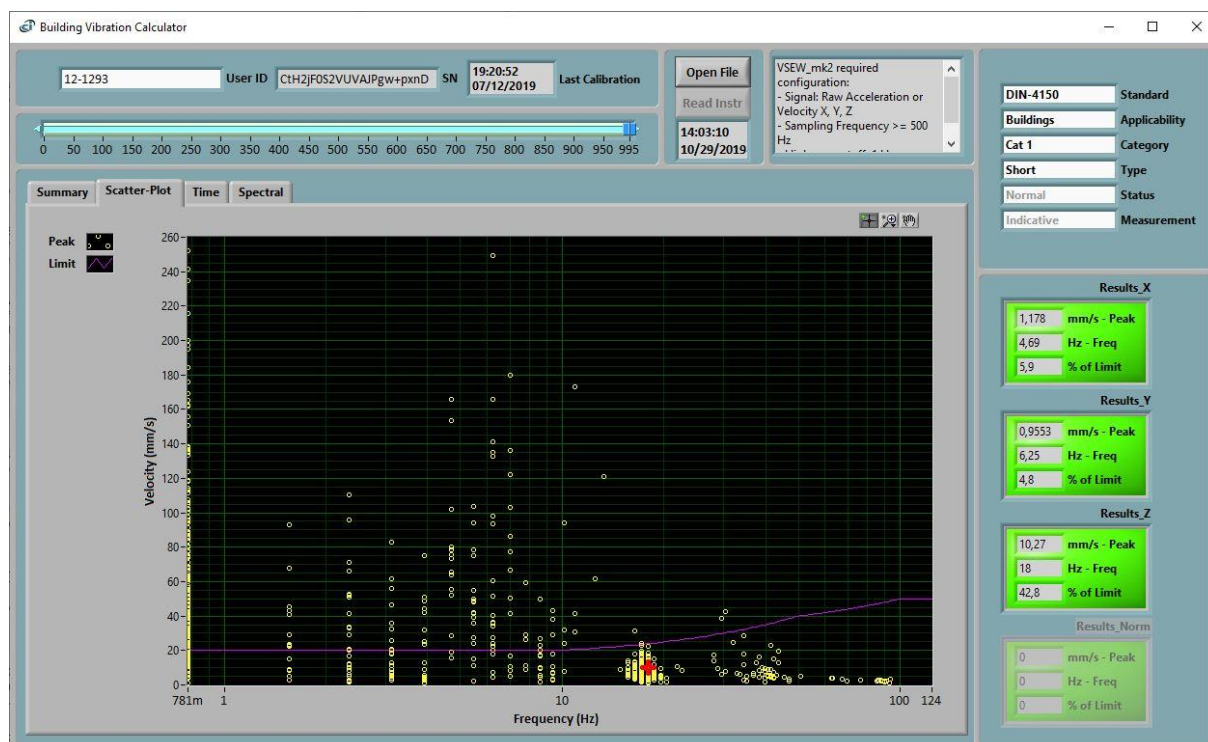 Building Vibration Calculator
12-1293 User ID CtH2jF0S2VUVAJPgw+pxnD SN 19:20:52 07/12/2019 Last Calibration
0 50 100 150 200 250 300 350 400 450 500 550 600 650 700 750 800 850 900 995
Open File
Read Instr
14:03:10
10/29/2019
VSEW_mk2 required
configuration:
- Signal: Raw Acceleration or
Velocity X, Y, Z
- Sampling Frequency >= 500
Hz
DIN-4150 Standard
Buildings Applicability
Cat 1 Category
Short Type
Normal Status
Indicative Measurement
Summary Scatter-Plot Time Spectral
Peak
Limit
Velocity (mm/s)
260
240
220
200
180
160
140
120
100
80
60
40
20
0
781m 1 10 100 124
Frequency (Hz)
Results_X
1,178 mm/s - Peak
4,69 Hz - Freq
5,9 % of Limit
Results_Y
0,9553 mm/s - Peak
6,25 Hz - Freq
4,8 % of Limit
Results_Z
10,27 mm/s - Peak
18 Hz - Freq
42,8 % of Limit
Results_Norm
0 mm/s - Peak
0 Hz - Freq
0 % of Limit